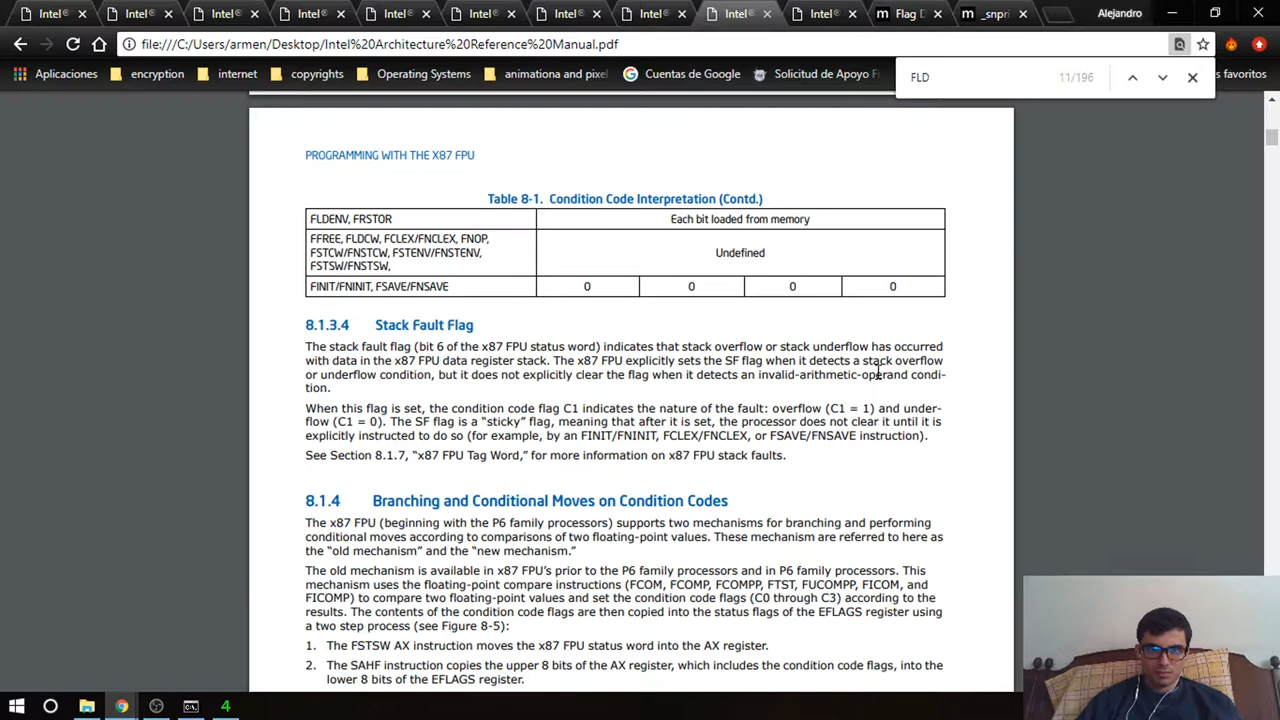 Intel®
Intel®
Intel®
Intel®
Intel®
Intel®
Intel®
Intel®
Intel®
Intel®
Flag D
_snpri
Alejandro
file:///C:/Users/armen/Desktop/Intel%20Architecture%20Reference%20Manual.pdf
Aplicaciones
encryption
internet
copyrights
Operating Systems
animationa and pixel
Cuentas de Google
Solicitud de Apoyo Fi
s favoritos
FLD
11/196
PROGRAMMING WITH THE X87 FPU
Table 8-1. Condition Code Interpretation (Contd.)
FLDENV, FRSTOR Each bit loaded from memory
FFREE, FLDCW, FCLEX/FNCLEX, FNOP,
FSTCW/FNSTCW, FSTENV/FNSTENV,
FSTSW/FNSTSW,
Undefined
FINIT/FNINIT, FSAVE/FNSAVE 0 0 0 0
8.1.3.4 Stack Fault Flag
The stack fault flag (bit 6 of the x87 FPU status word) indicates that stack overflow or stack underflow has occurred
with data in the x87 FPU data register stack. The x87 FPU explicitly sets the SF flag when it detects a stack overflow
or underflow condition, but it does not explicitly clear the flag when it detects an invalid-arithmetic-operand condi-
tion.
When this flag is set, the condition code flag C1 indicates the nature of the fault: overflow (C1 = 1) and under-
flow (C1 = 0). The SF flag is a “sticky” flag, meaning that after it is set, the processor does not clear it until it is
explicitly instructed to do so (for example, by an FINIT/FNINIT, FCLEX/FNCLEX, or FSAVE/FNSAVE instruction).
See Section 8.1.7, “x87 FPU Tag Word,” for more information on x87 FPU stack faults.
8.1.4 Branching and Conditional Moves on Condition Codes
The x87 FPU (beginning with the P6 family processors) supports two mechanisms for branching and performing
conditional moves according to comparisons of two floating-point values. These mechanism are referred to here as
the “old mechanism” and the “new mechanism.”
The old mechanism is available in x87 FPU’s prior to the P6 family processors and in P6 family processors. This
mechanism uses the floating-point compare instructions (FCOM, FCOMP, FCOMPP, FTST, FUCOMPP, FICOM, and
FICOMP) to compare two floating-point values and set the condition code flags (C0 through C3) according to the
results. The contents of the condition code flags are then copied into the status flags of the EFLAGS register using
a two step process (see Figure 8-5):
1. The FSTSW AX instruction moves the x87 FPU status word into the AX register.
2. The SAHF instruction copies the upper 8 bits of the AX register, which includes the condition code flags, into the
lower 8 bits of the EFLAGS register.
4